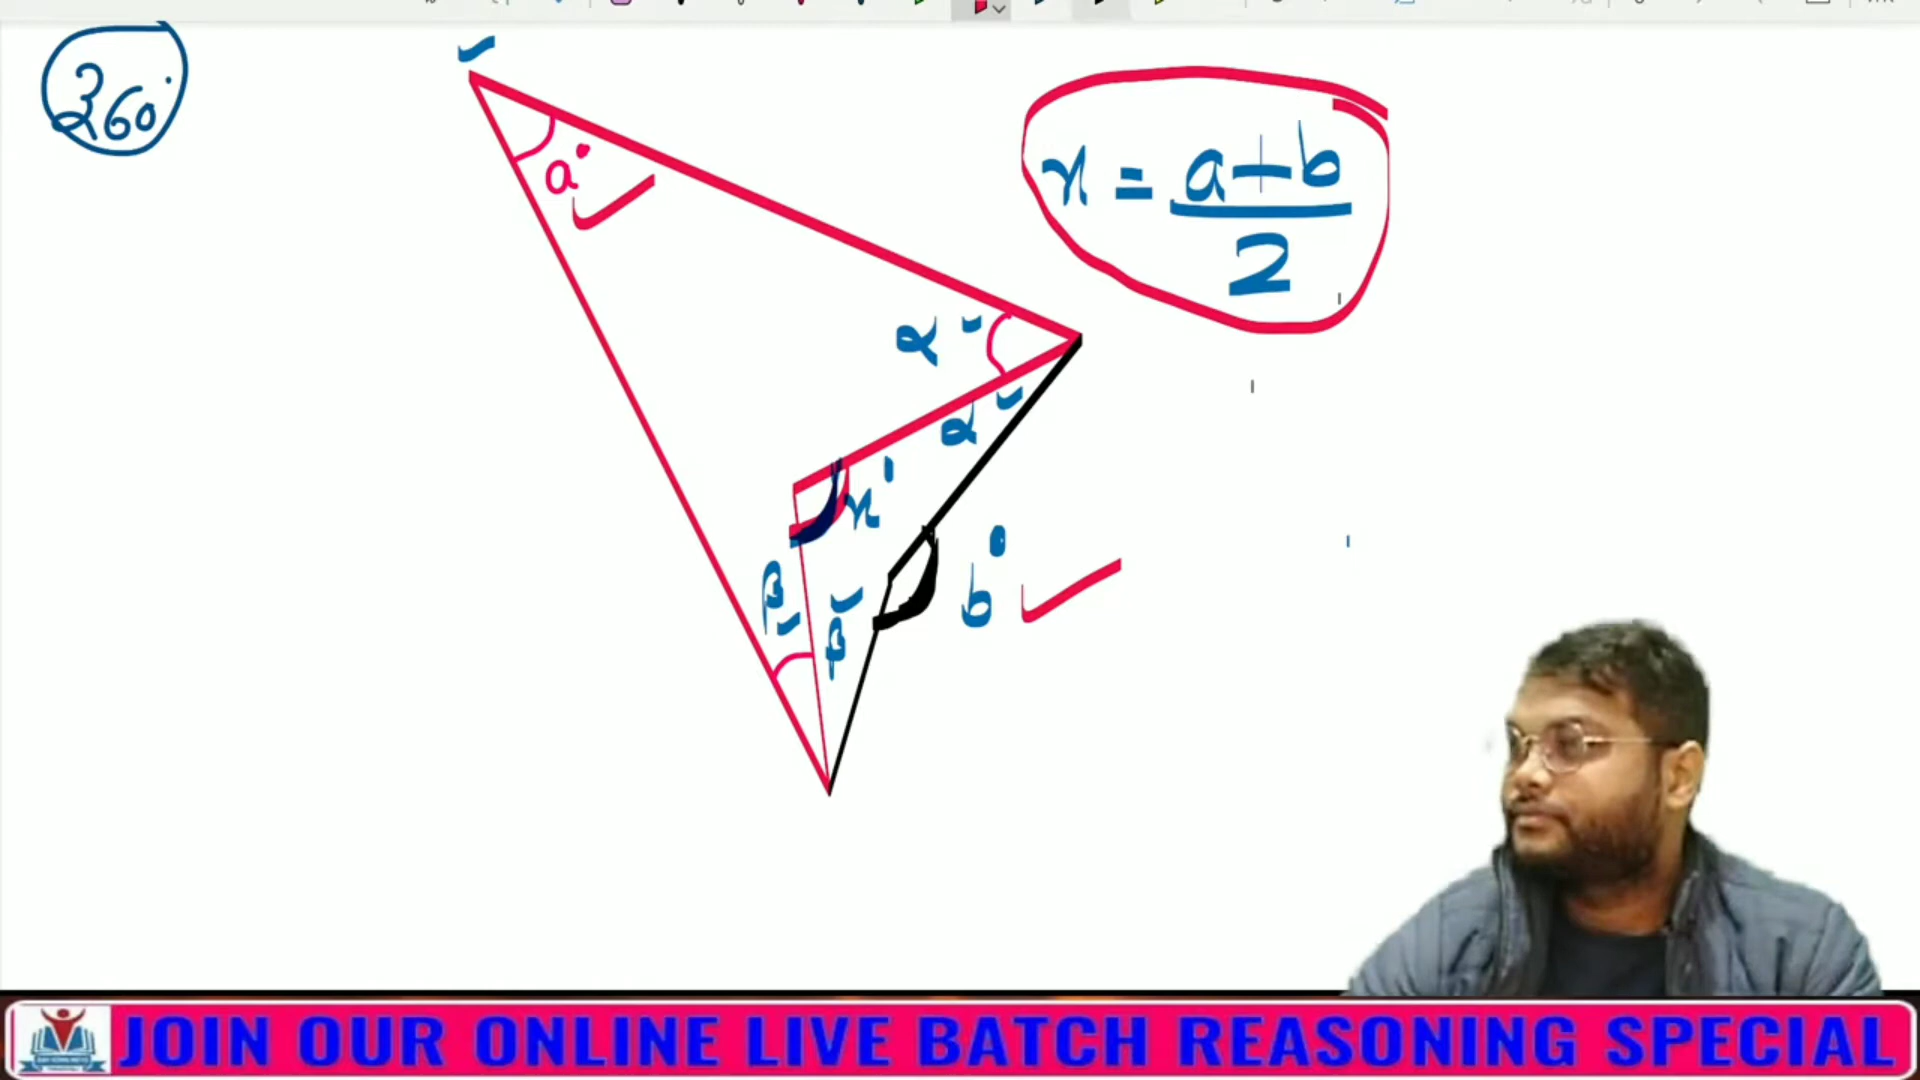 360°
a°
x = a+b
2
α
α
x
β
β
b°
JOIN OUR ONLINE LIVE BATCH REASONING SPECIAL